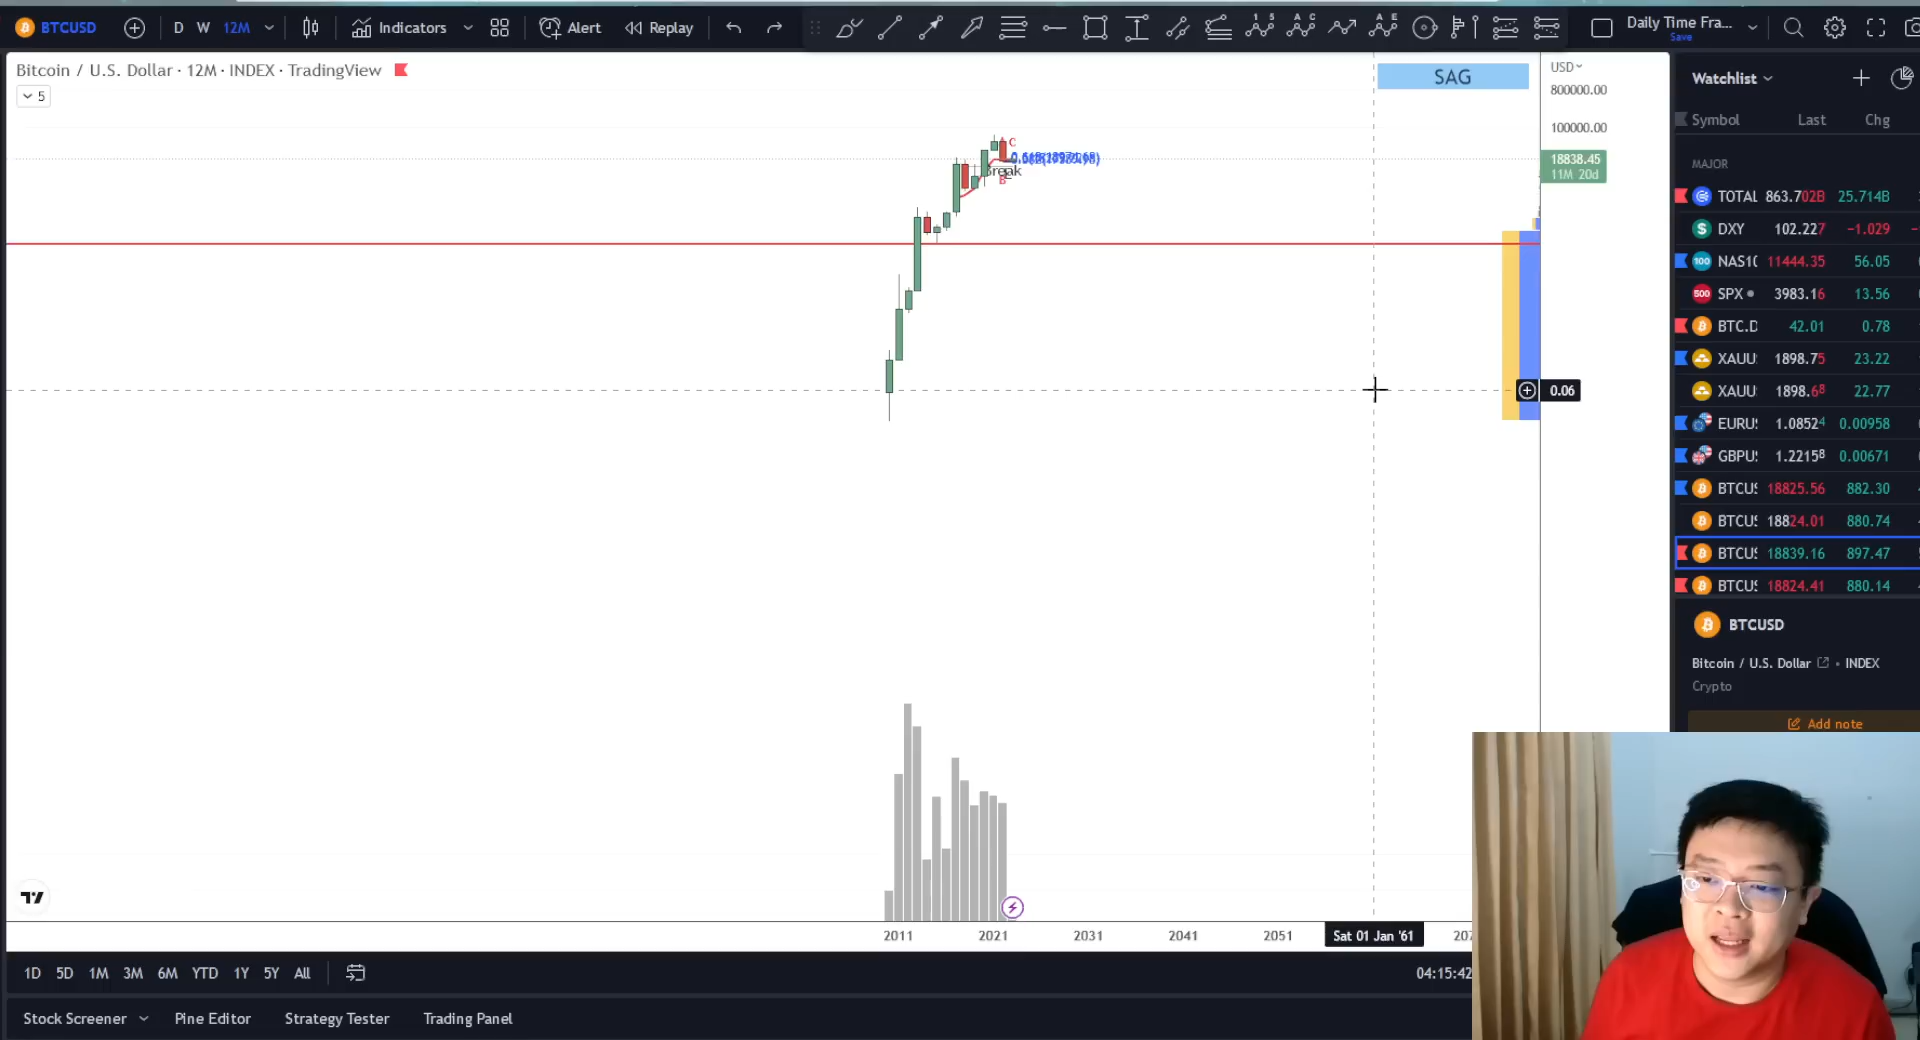 BTCUSD D W 12M Indicators Alert Replay Daily Time Fra...
Save
Bitcoin / U.S. Dollar · 12M · INDEX · TradingView
5
SAG
USD
800000.00
100000.00
18838.45
11M 20d
C
Break
B
0.06
2011 2021 2031 2041 2051 Sat 01 Jan '61
1D 5D 1M 3M 6M YTD 1Y 5Y All
04:15:42
Stock Screener Pine Editor Strategy Tester Trading Panel
Watchlist
Symbol Last Chg
MAJOR
TOTAL 863.702B 25.714B
DXY 102.227 −1.029
NAS1 11444.35 56.05
SPX 3983.16 13.56
BTC.D 42.01 0.78
XAUU 1898.75 23.22
XAUU 1898.68 22.77
EURU 1.08524 0.00958
GBPU 1.22158 0.00671
BTCUS 18825.56 882.30
BTCUS 18824.01 880.74
BTCUS 18839.16 897.47
BTCUS 18824.41 880.14
BTCUSD
Bitcoin / U.S. Dollar • INDEX
Crypto
Add note